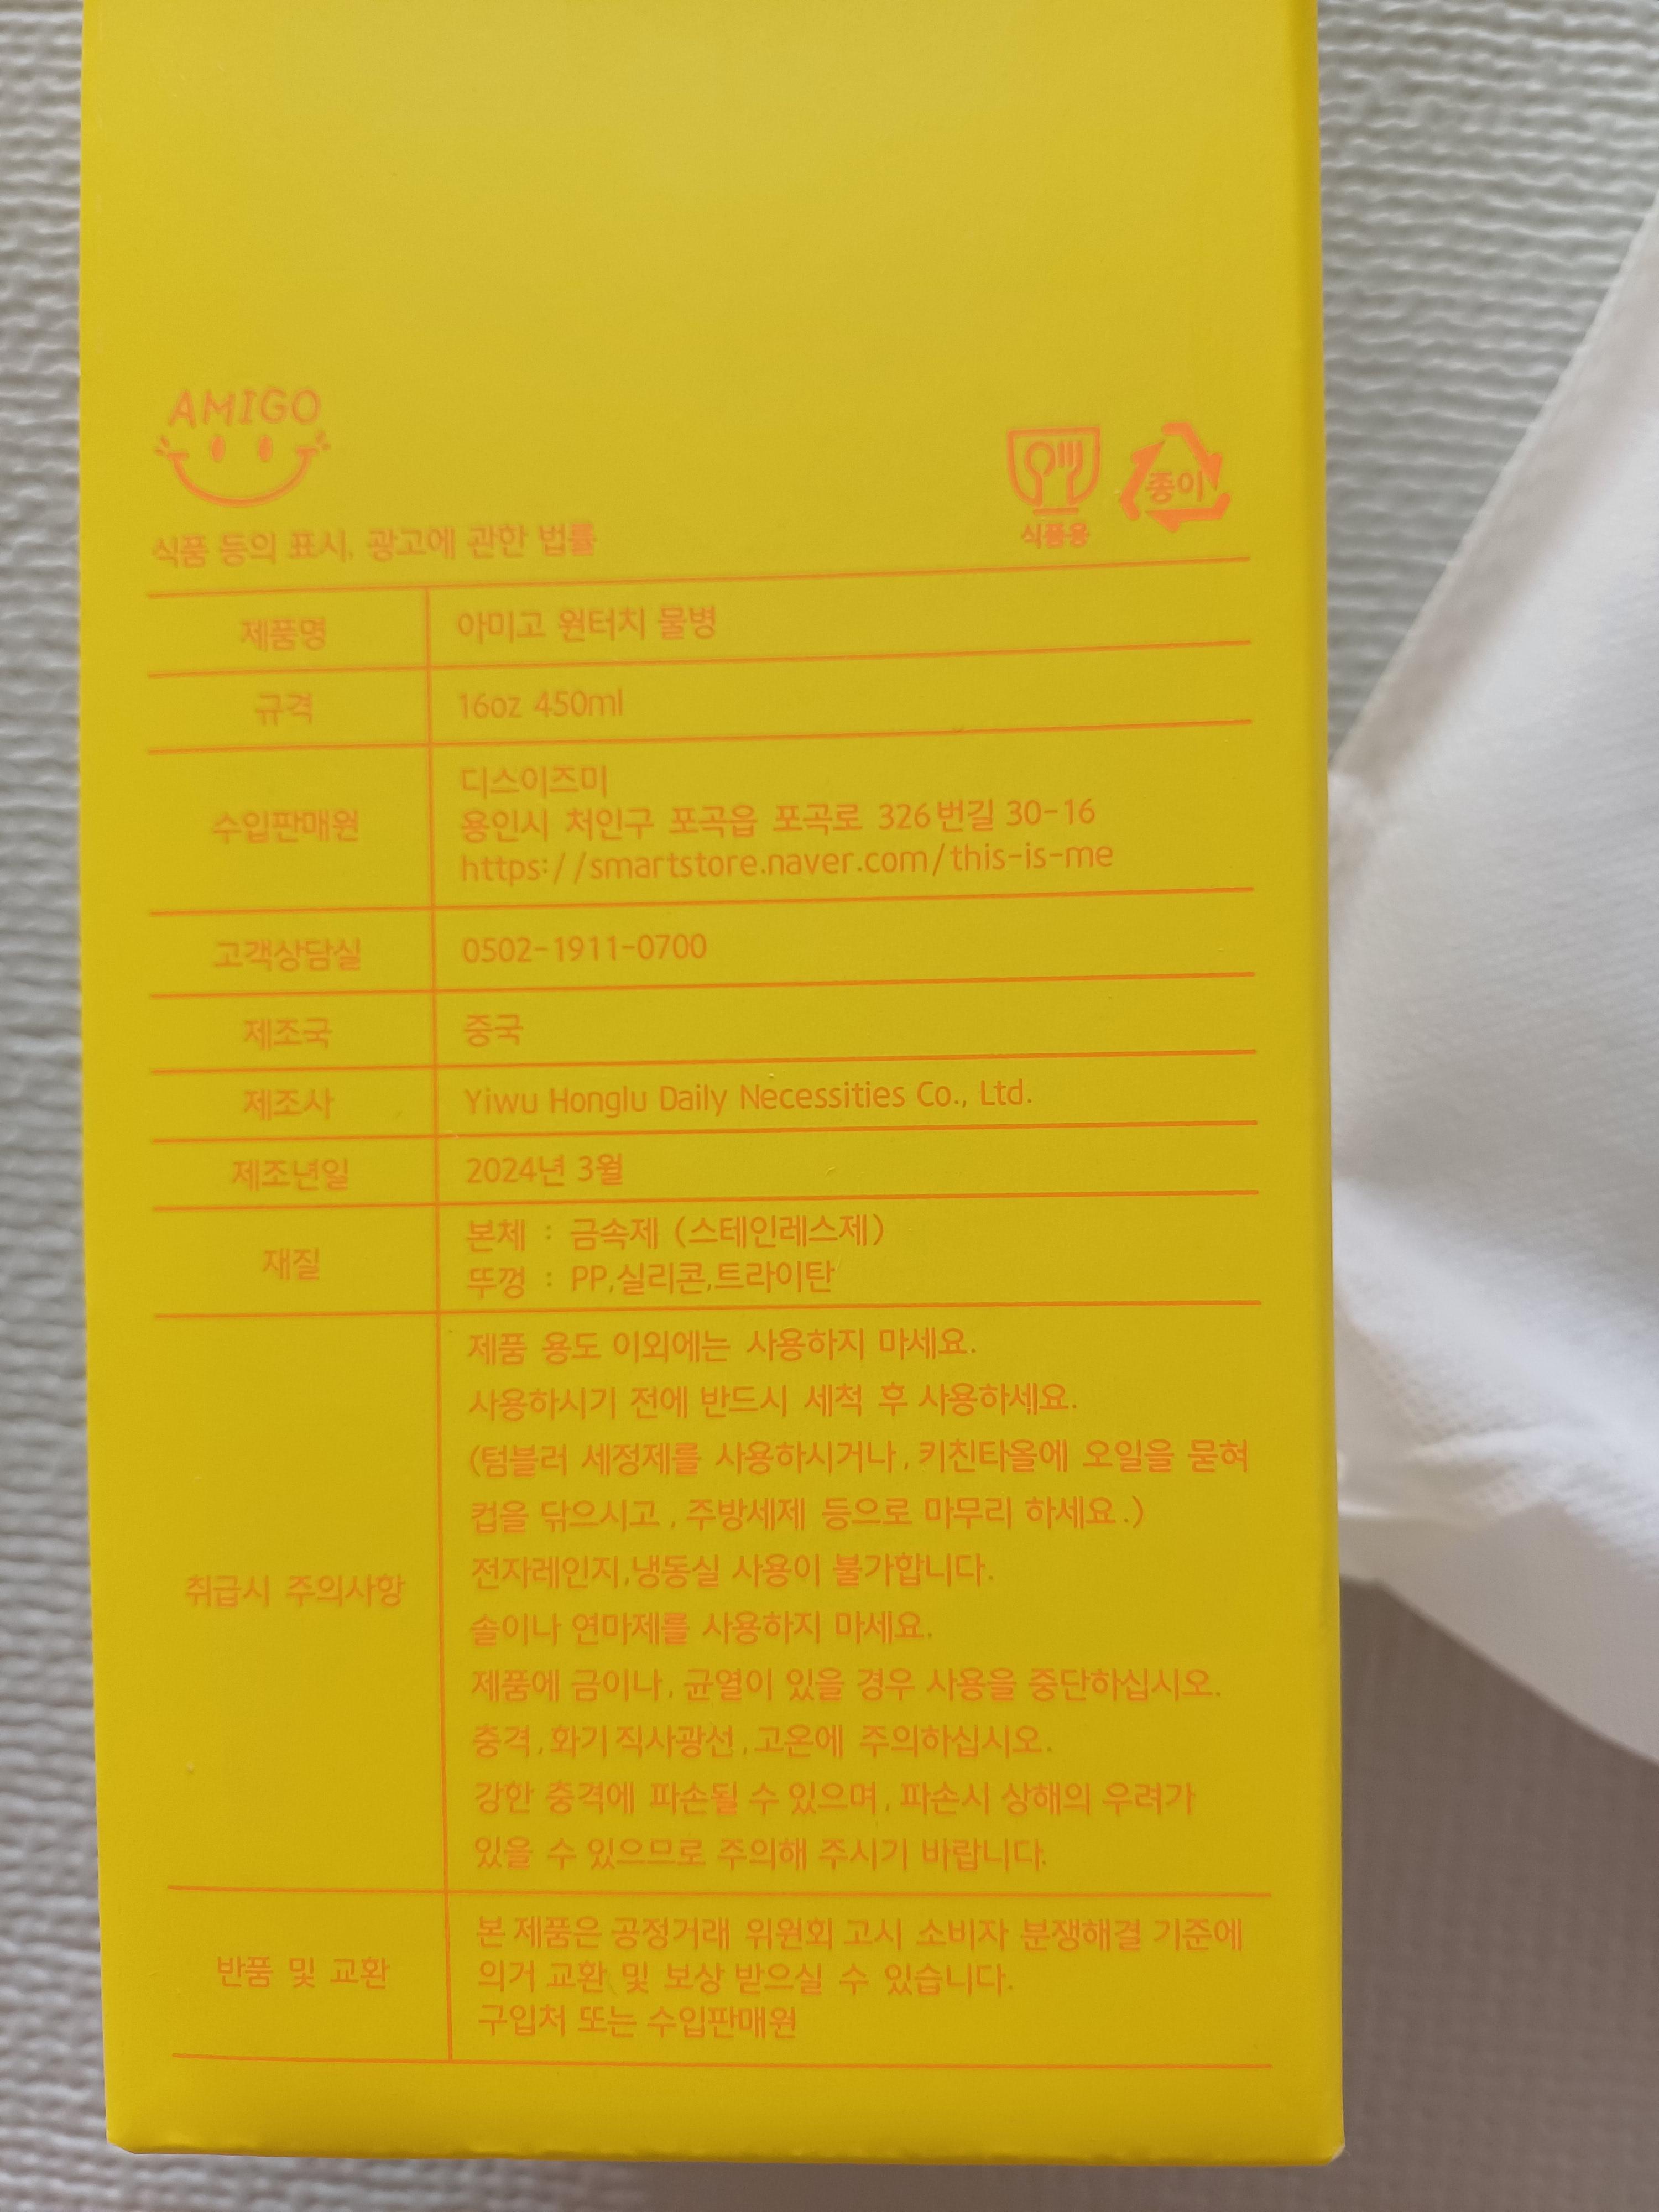 AMIGO
식품용
종이
식품 등의 표시, 광고에 관한 법률
제품명 아미고 원터치 물병
규격 16oz 450ml
수입판매원
디스이즈미
용인시 처인구 포곡읍 포곡로 326번길 30-16
https://smartstore.naver.com/this-is-me
고객상담실 0502-1911-0700
제조국 중국
제조사 Yiwu Honglu Daily Necessities Co., Ltd.
제조년일 2024년 3월
재질
본체 : 금속제 (스테인레스제)
뚜껑 : PP,실리콘,트라이탄
취급시 주의사항
제품 용도 이외에는 사용하지 마세요.
사용하시기 전에 반드시 세척 후 사용하세요.
(텀블러 세정제를 사용하시거나, 키친타올에 오일을 묻혀
컵을 닦으시고, 주방세제 등으로 마무리 하세요.)
전자레인지,냉동실 사용이 불가합니다.
솔이나 연마제를 사용하지 마세요.
제품에 금이나, 균열이 있을 경우 사용을 중단하십시오.
충격,화기 직사광선,고온에 주의하십시오.
강한 충격에 파손될 수 있으며, 파손시 상해의 우려가
있을 수 있으므로 주의해 주시기 바랍니다.
반품 및 교환
본 제품은 공정거래 위원회 고시 소비자 분쟁해결 기준에
의거 교환 및 보상 받으실 수 있습니다.
구입처 또는 수입판매원